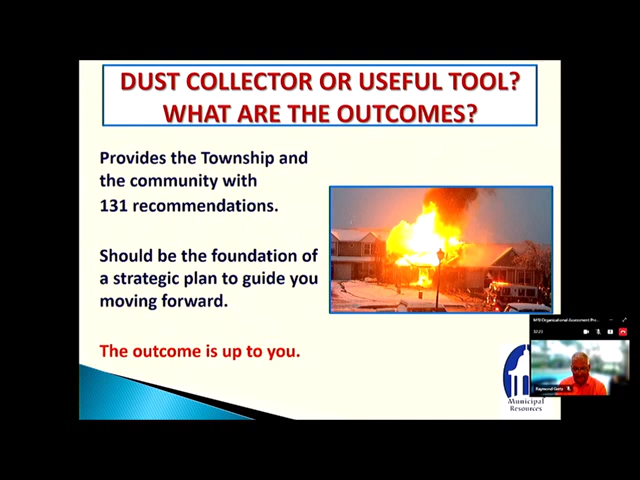 DUST COLLECTOR OR USEFUL TOOL?
WHAT ARE THE OUTCOMES?
Provides the Township and
the community with
131 recommendations.
Should be the foundation of
a strategic plan to guide you
moving forward.
The outcome is up to you.
Municipal
Resources